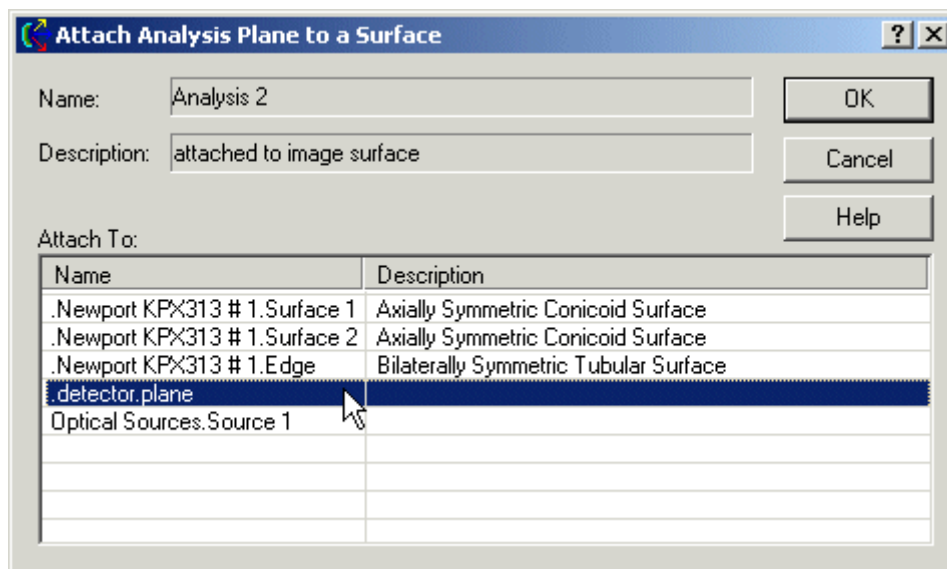 Attach Analysis Plane to a Surface
Name: Analysis 2 OK
Description: attached to image surface Cancel
Help
Attach To:
Name Description
.Newport KPX313 # 1.Surface 1 Axially Symmetric Conicoid Surface
.Newport KPX313 # 1.Surface 2 Axially Symmetric Conicoid Surface
.Newport KPX313 # 1.Edge Bilaterally Symmetric Tubular Surface
.detector.plane
Optical Sources.Source 1